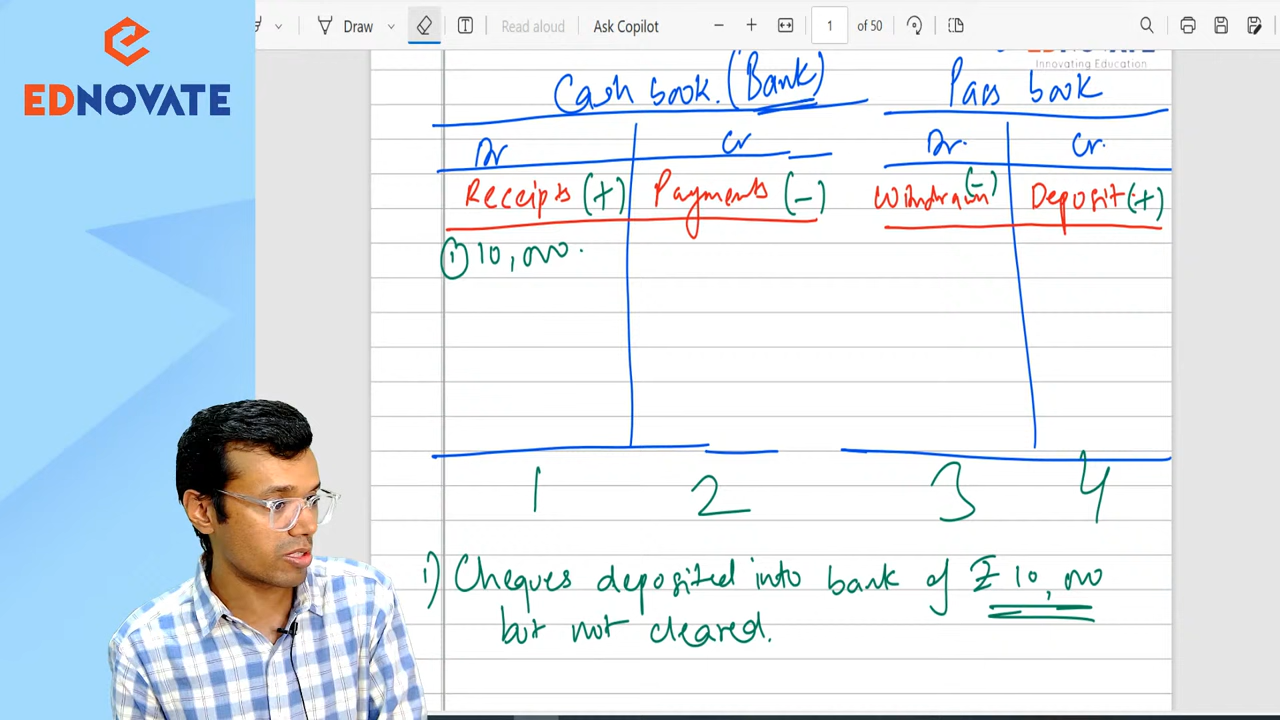 EDNOVATE
Draw
Read aloud
Ask Copilot
1
of 50
Innovating Education
Cash book. (Bank)
Pass book
Dr
Cr
Dr.
Cr.
Receipts (+)
Payments (-)
Withdrawn (-)
Deposit (+)
① 10,000.
1
2
3
4
1) Cheques deposited into bank of ₹ 10,000
but not cleared.